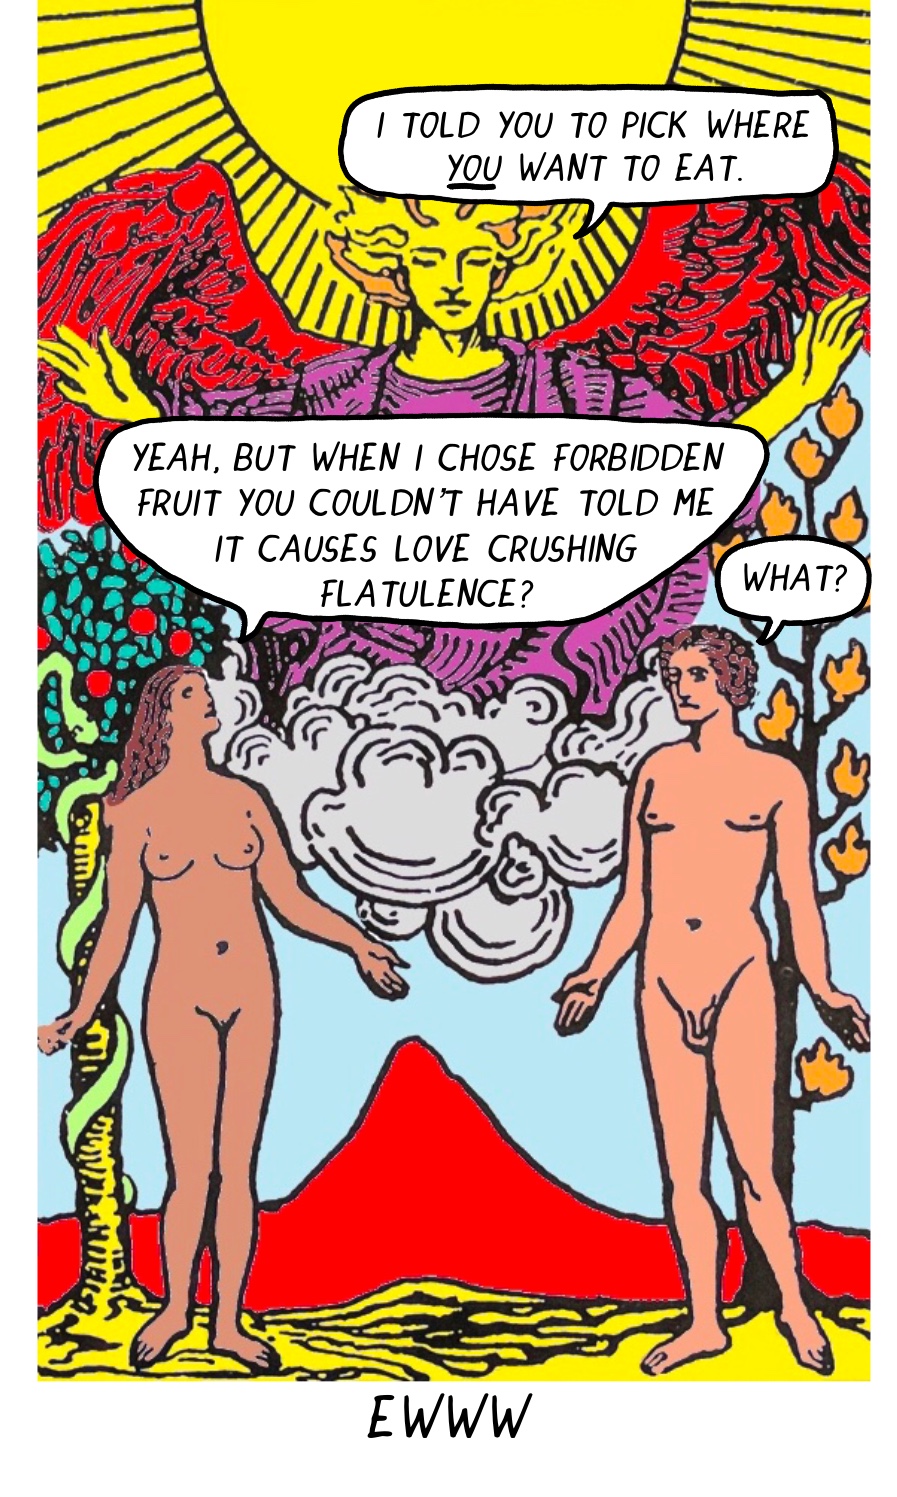 I TOLD YOU TO PICK WHERE
YOU WANT TO EAT.
YEAH, BUT WHEN I CHOSE FORBIDDEN
FRUIT YOU COULDN'T HAVE TOLD ME
IT CAUSES LOVE CRUSHING
FLATULENCE?
WHAT?
EWWW